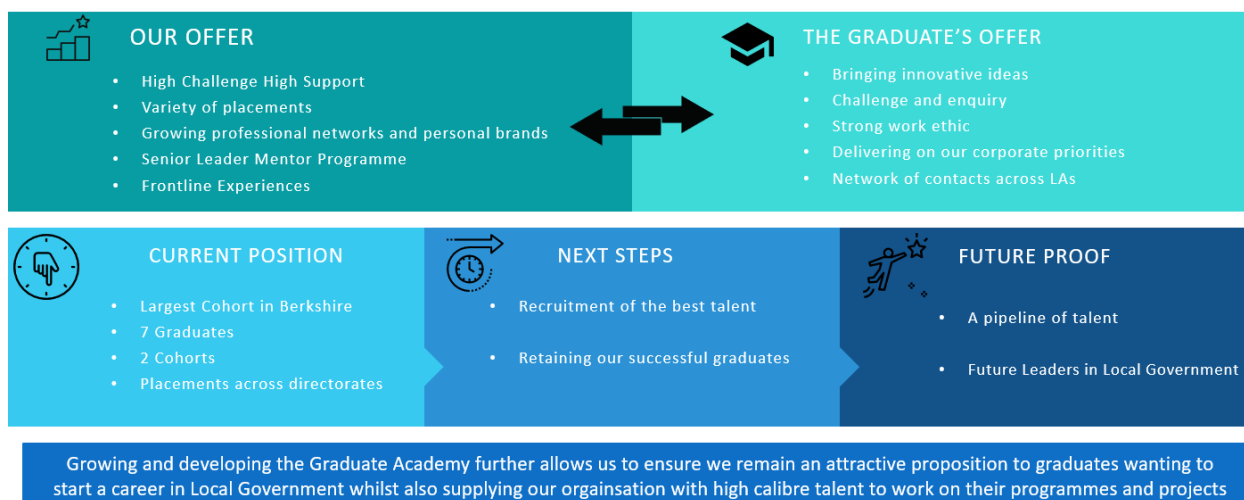 OUR OFFER
• High Challenge High Support
• Variety of placements
• Growing professional networks and personal brands
• Senior Leader Mentor Programme
• Frontline Experiences
THE GRADUATE'S OFFER
• Bringing innovative ideas
• Challenge and enquiry
• Strong work ethic
• Delivering on our corporate priorities
• Network of contacts across LAs
CURRENT POSITION
• Largest Cohort in Berkshire
• 7 Graduates
• 2 Cohorts
• Placements across directorates
NEXT STEPS
• Recruitment of the best talent
• Retaining our successful graduates
FUTURE PROOF
• A pipeline of talent
• Future Leaders in Local Government
Growing and developing the Graduate Academy further allows us to ensure we remain an attractive proposition to graduates wanting to
start a career in Local Government whilst also supplying our orgainsation with high calibre talent to work on their programmes and projects